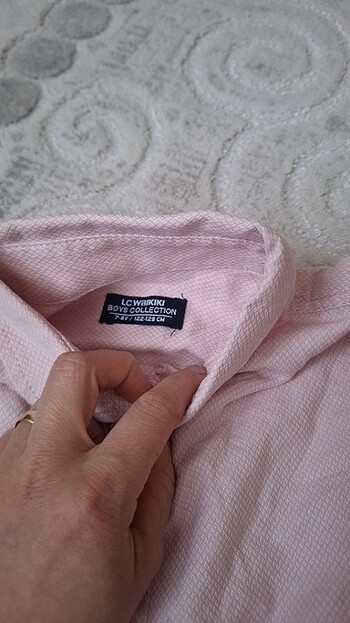 LC WAIKIKI
BOYS COLLECTION
7-8Y / 122-128 CM